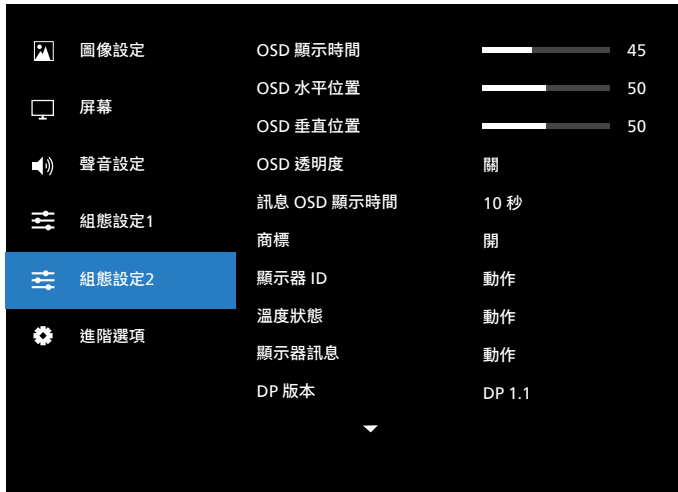 圖像設定
屏幕
聲音設定
組態設定1
組態設定2
進階選項
OSD 顯示時間 45
OSD 水平位置 50
OSD 垂直位置 50
OSD 透明度 關
訊息 OSD 顯示時間 10 秒
商標 開
顯示器 ID 動作
溫度狀態 動作
顯示器訊息 動作
DP 版本 DP 1.1